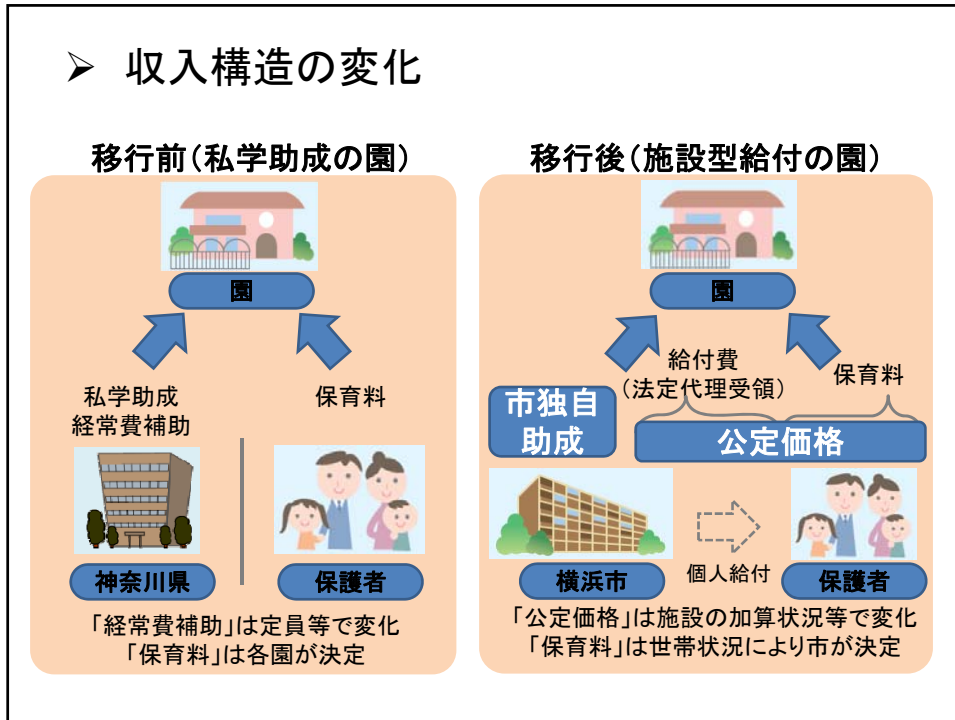 ➢ 収入構造の変化
移行前(私学助成の園)
園
私学助成
経常費補助
保育料
神奈川県
保護者
「経常費補助」は定員等で変化
「保育料」は各園が決定
移行後(施設型給付の園)
園
給付費
(法定代理受領)
保育料
市独自
助成
公定価格
横浜市
個人給付
保護者
「公定価格」は施設の加算状況等で変化
「保育料」は世帯状況により市が決定